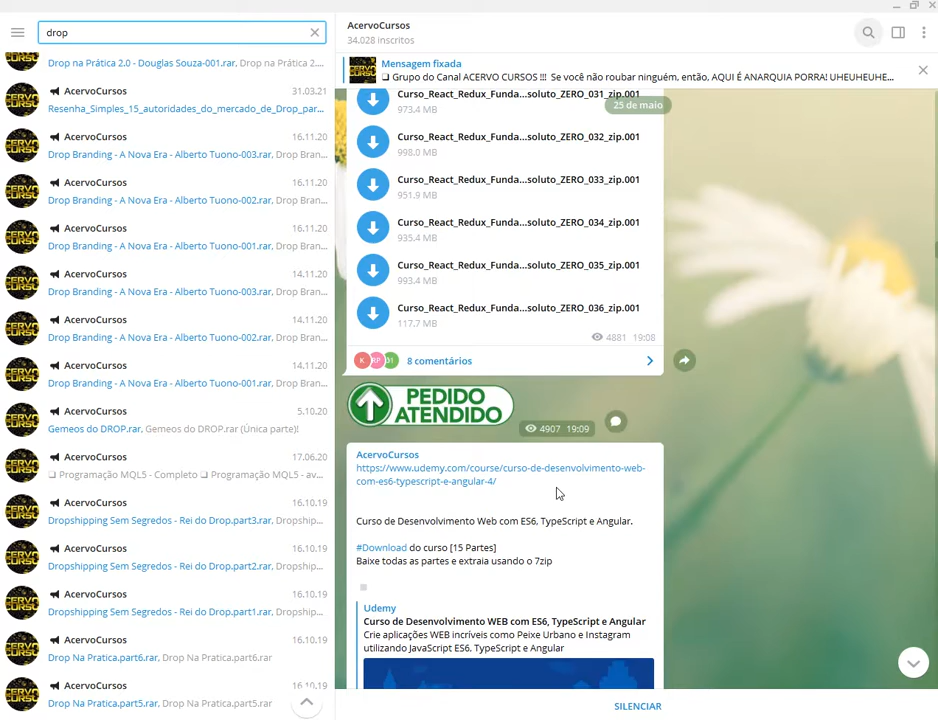 drop
Drop na Prática 2.0 - Douglas Souza-001.rar, Drop na Prática 2....
AcervoCursos 31.03.21
Resenha_Simples_15_autoridades_do_mercado_de_Drop_par...
AcervoCursos 16.11.20
Drop Branding - A Nova Era - Alberto Tuono-003.rar, Drop Bran...
AcervoCursos 16.11.20
Drop Branding - A Nova Era - Alberto Tuono-002.rar, Drop Bran...
AcervoCursos 16.11.20
Drop Branding - A Nova Era - Alberto Tuono-001.rar, Drop Bran...
AcervoCursos 14.11.20
Drop Branding - A Nova Era - Alberto Tuono-003.rar, Drop Bran...
AcervoCursos 14.11.20
Drop Branding - A Nova Era - Alberto Tuono-002.rar, Drop Bran...
AcervoCursos 14.11.20
Drop Branding - A Nova Era - Alberto Tuono-001.rar, Drop Bran...
AcervoCursos 5.10.20
Gemeos do DROP.rar, Gemeos do DROP.rar (Única parte)!
AcervoCursos 17.06.20
❏ Programação MQL5 - Completo ❏ Programação MQL5 - av...
AcervoCursos 16.10.19
Dropshipping Sem Segredos - Rei do Drop.part3.rar, Dropship...
AcervoCursos 16.10.19
Dropshipping Sem Segredos - Rei do Drop.part2.rar, Dropship...
AcervoCursos 16.10.19
Dropshipping Sem Segredos - Rei do Drop.part1.rar, Dropship...
AcervoCursos 16.10.19
Drop Na Pratica.part6.rar, Drop Na Pratica.part6.rar
AcervoCursos 16.10.19
Drop Na Pratica.part5.rar, Drop Na Pratica.part5.rar
AcervoCursos
34.028 inscritos
Mensagem fixada
❏ Grupo do Canal ACERVO CURSOS !!! Se você não roubar ninguém, então, AQUI É ANARQUIA PORRA! UHEUHEUHE...
25 de maio
Curso_React_Redux_Funda...soluto_ZERO_031_zip.001
973.4 MB
Curso_React_Redux_Funda...soluto_ZERO_032_zip.001
998.0 MB
Curso_React_Redux_Funda...soluto_ZERO_033_zip.001
951.9 MB
Curso_React_Redux_Funda...soluto_ZERO_034_zip.001
935.4 MB
Curso_React_Redux_Funda...soluto_ZERO_035_zip.001
993.4 MB
Curso_React_Redux_Funda...soluto_ZERO_036_zip.001
117.7 MB
4881 19:08
K RP 8 comentários
PEDIDO
ATENDIDO
4907 19:09
AcervoCursos
https://www.udemy.com/course/curso-de-desenvolvimento-web-
com-es6-typescript-e-angular-4/
Curso de Desenvolvimento Web com ES6, TypeScript e Angular.
#Download do curso [15 Partes]
Baixe todas as partes e extraia usando o 7zip
Udemy
Curso de Desenvolvimento WEB com ES6, TypeScript e Angular
Crie aplicações WEB incríveis como Peixe Urbano e Instagram
utilizando JavaScript ES6. TypeScript e Angular
SILENCIAR